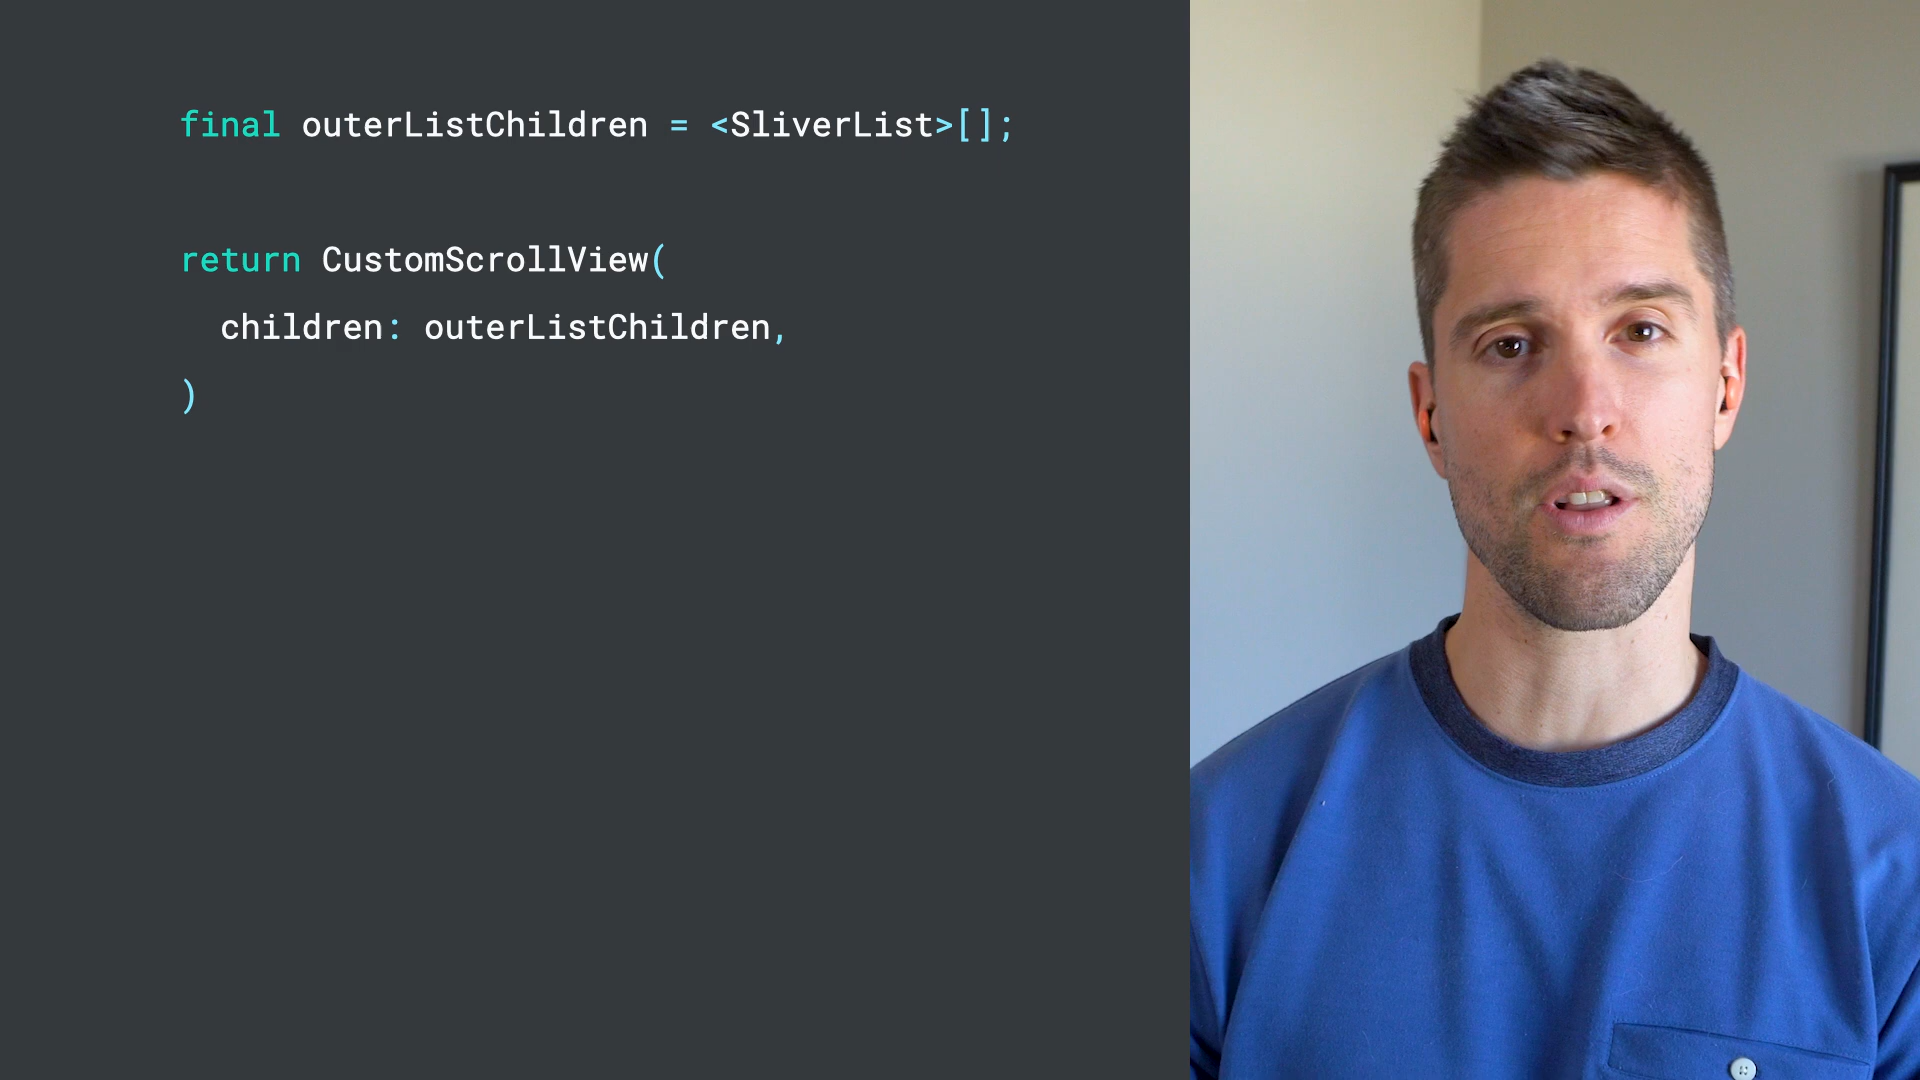 final outerListChildren = <SliverList>[];
return CustomScrollView(
children: outerListChildren,
)